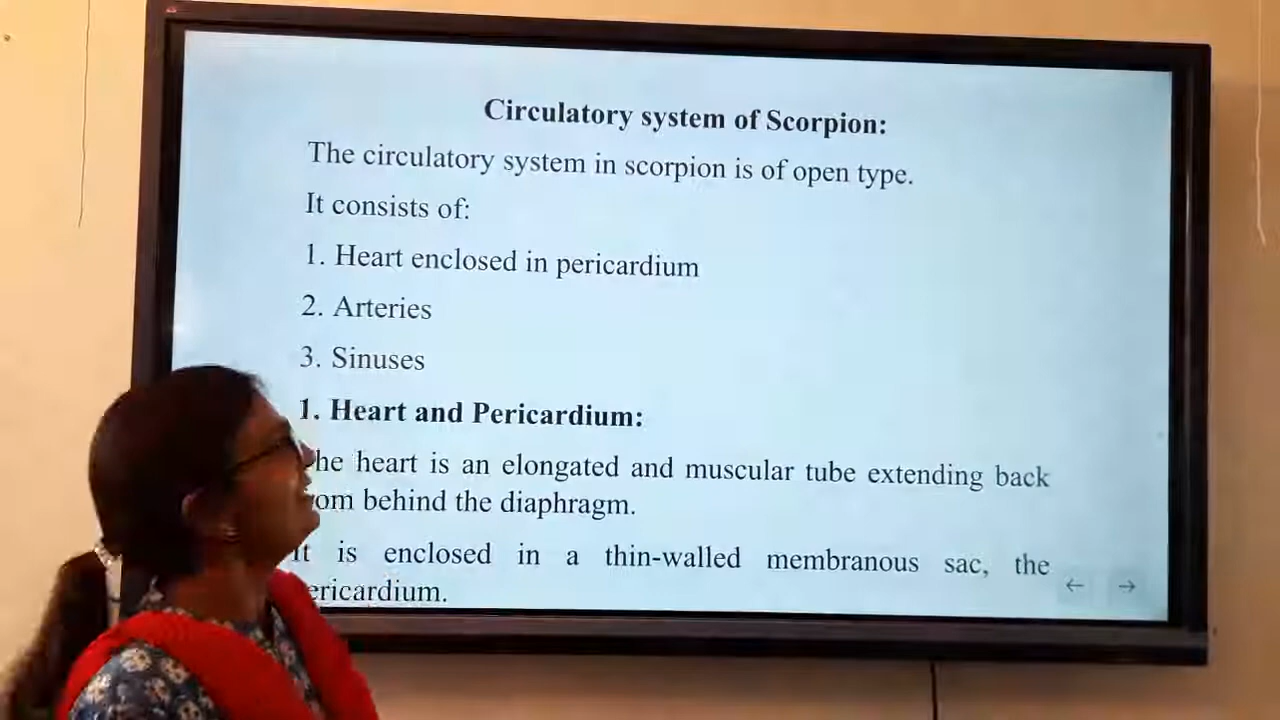 Circulatory system of Scorpion:
The circulatory system in scorpion is of open type.
It consists of:
1. Heart enclosed in pericardium
2. Arteries
3. Sinuses
1. Heart and Pericardium:
he heart is an elongated and muscular tube extending back
om behind the diaphragm.
It is enclosed in a thin-walled membranous sac, the
ericardium.